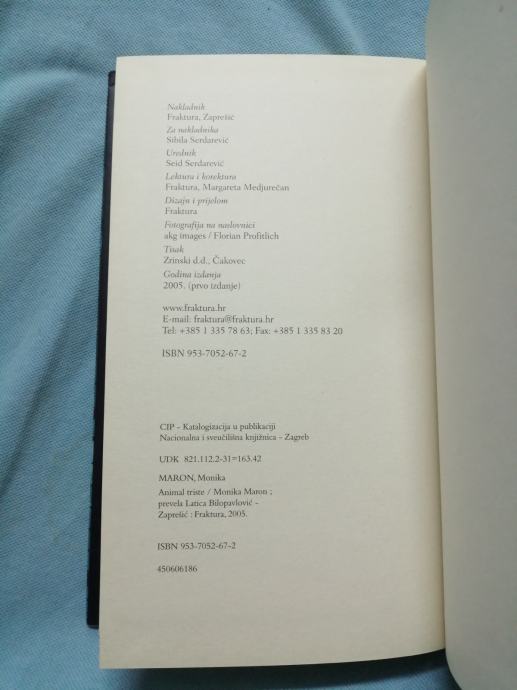 Nakladnik
Fraktura, Zaprešić
Za nakladnika
Sibila Serdarević
Urednik
Seid Serdarević
Lektura i korektura
Fraktura, Margareta Medjurečan
Dizajn i prijelom
Fraktura
Fotografija na naslovnici
akg images / Florian Profitlich
Tisak
Zrinski d.d., Čakovec
Godina izdanja
2005. (prvo izdanje)
www.fraktura.hr
E-mail: fraktura@fraktura.hr
Tel: +385 1 335 78 63; Fax: +385 1 335 83 20
ISBN 953-7052-67-2
CIP - Katalogizacija u publikaciji
Nacionalna i sveučilišna knjižnica - Zagreb
UDK 821.112.2-31=163.42
MARON, Monika
Animal triste / Monika Maron ;
prevela Latica Bilopavlović -
Zaprešić : Fraktura, 2005.
ISBN 953-7052-67-2
450606186